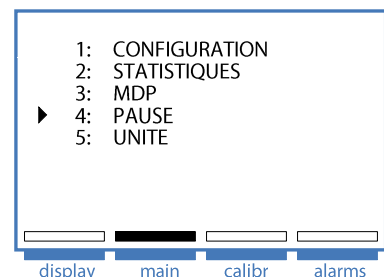 1: CONFIGURATION
2: STATISTIQUES
3: MDP
4: PAUSE
5: UNITE
display main calibr alarms